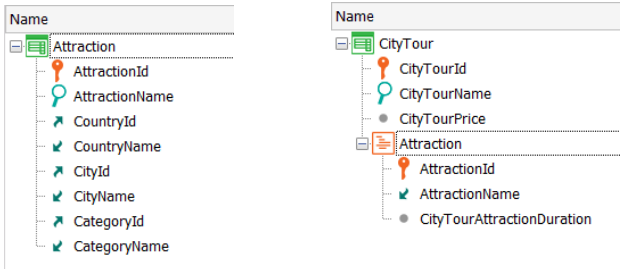 Name
Attraction
AttractionId
AttractionName
CountryId
CountryName
CityId
CityName
CategoryId
CategoryName
Name
CityTour
CityTourId
CityTourName
CityTourPrice
Attraction
AttractionId
AttractionName
CityTourAttractionDuration